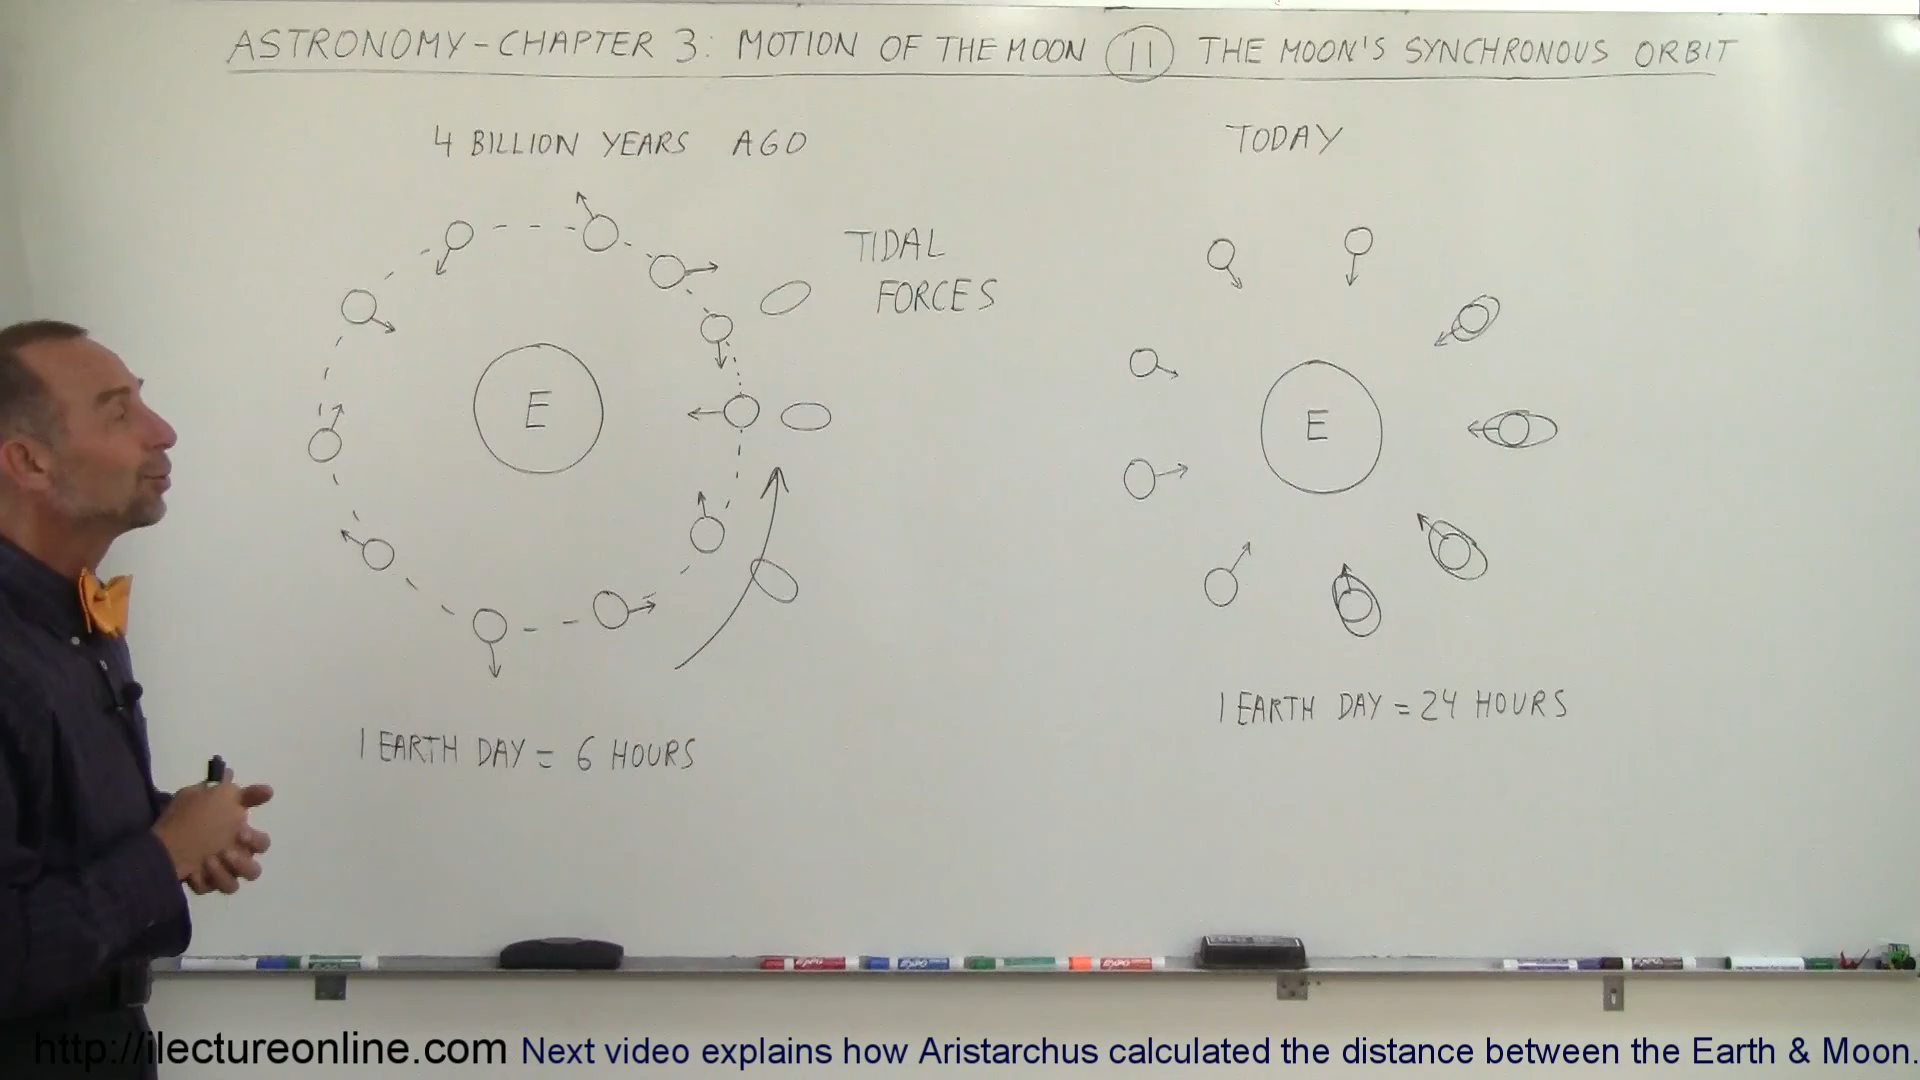 ASTRONOMY - CHAPTER 3: MOTION OF THE MOON 11 THE MOON'S SYNCHRONOUS ORBIT
4 BILLION YEARS AGO
TIDAL
FORCES
E
1 EARTH DAY = 6 HOURS
TODAY
E
1 EARTH DAY = 24 HOURS
http://ilectureonline.com Next video explains how Aristarchus calculated the distance between the Earth & Moon.